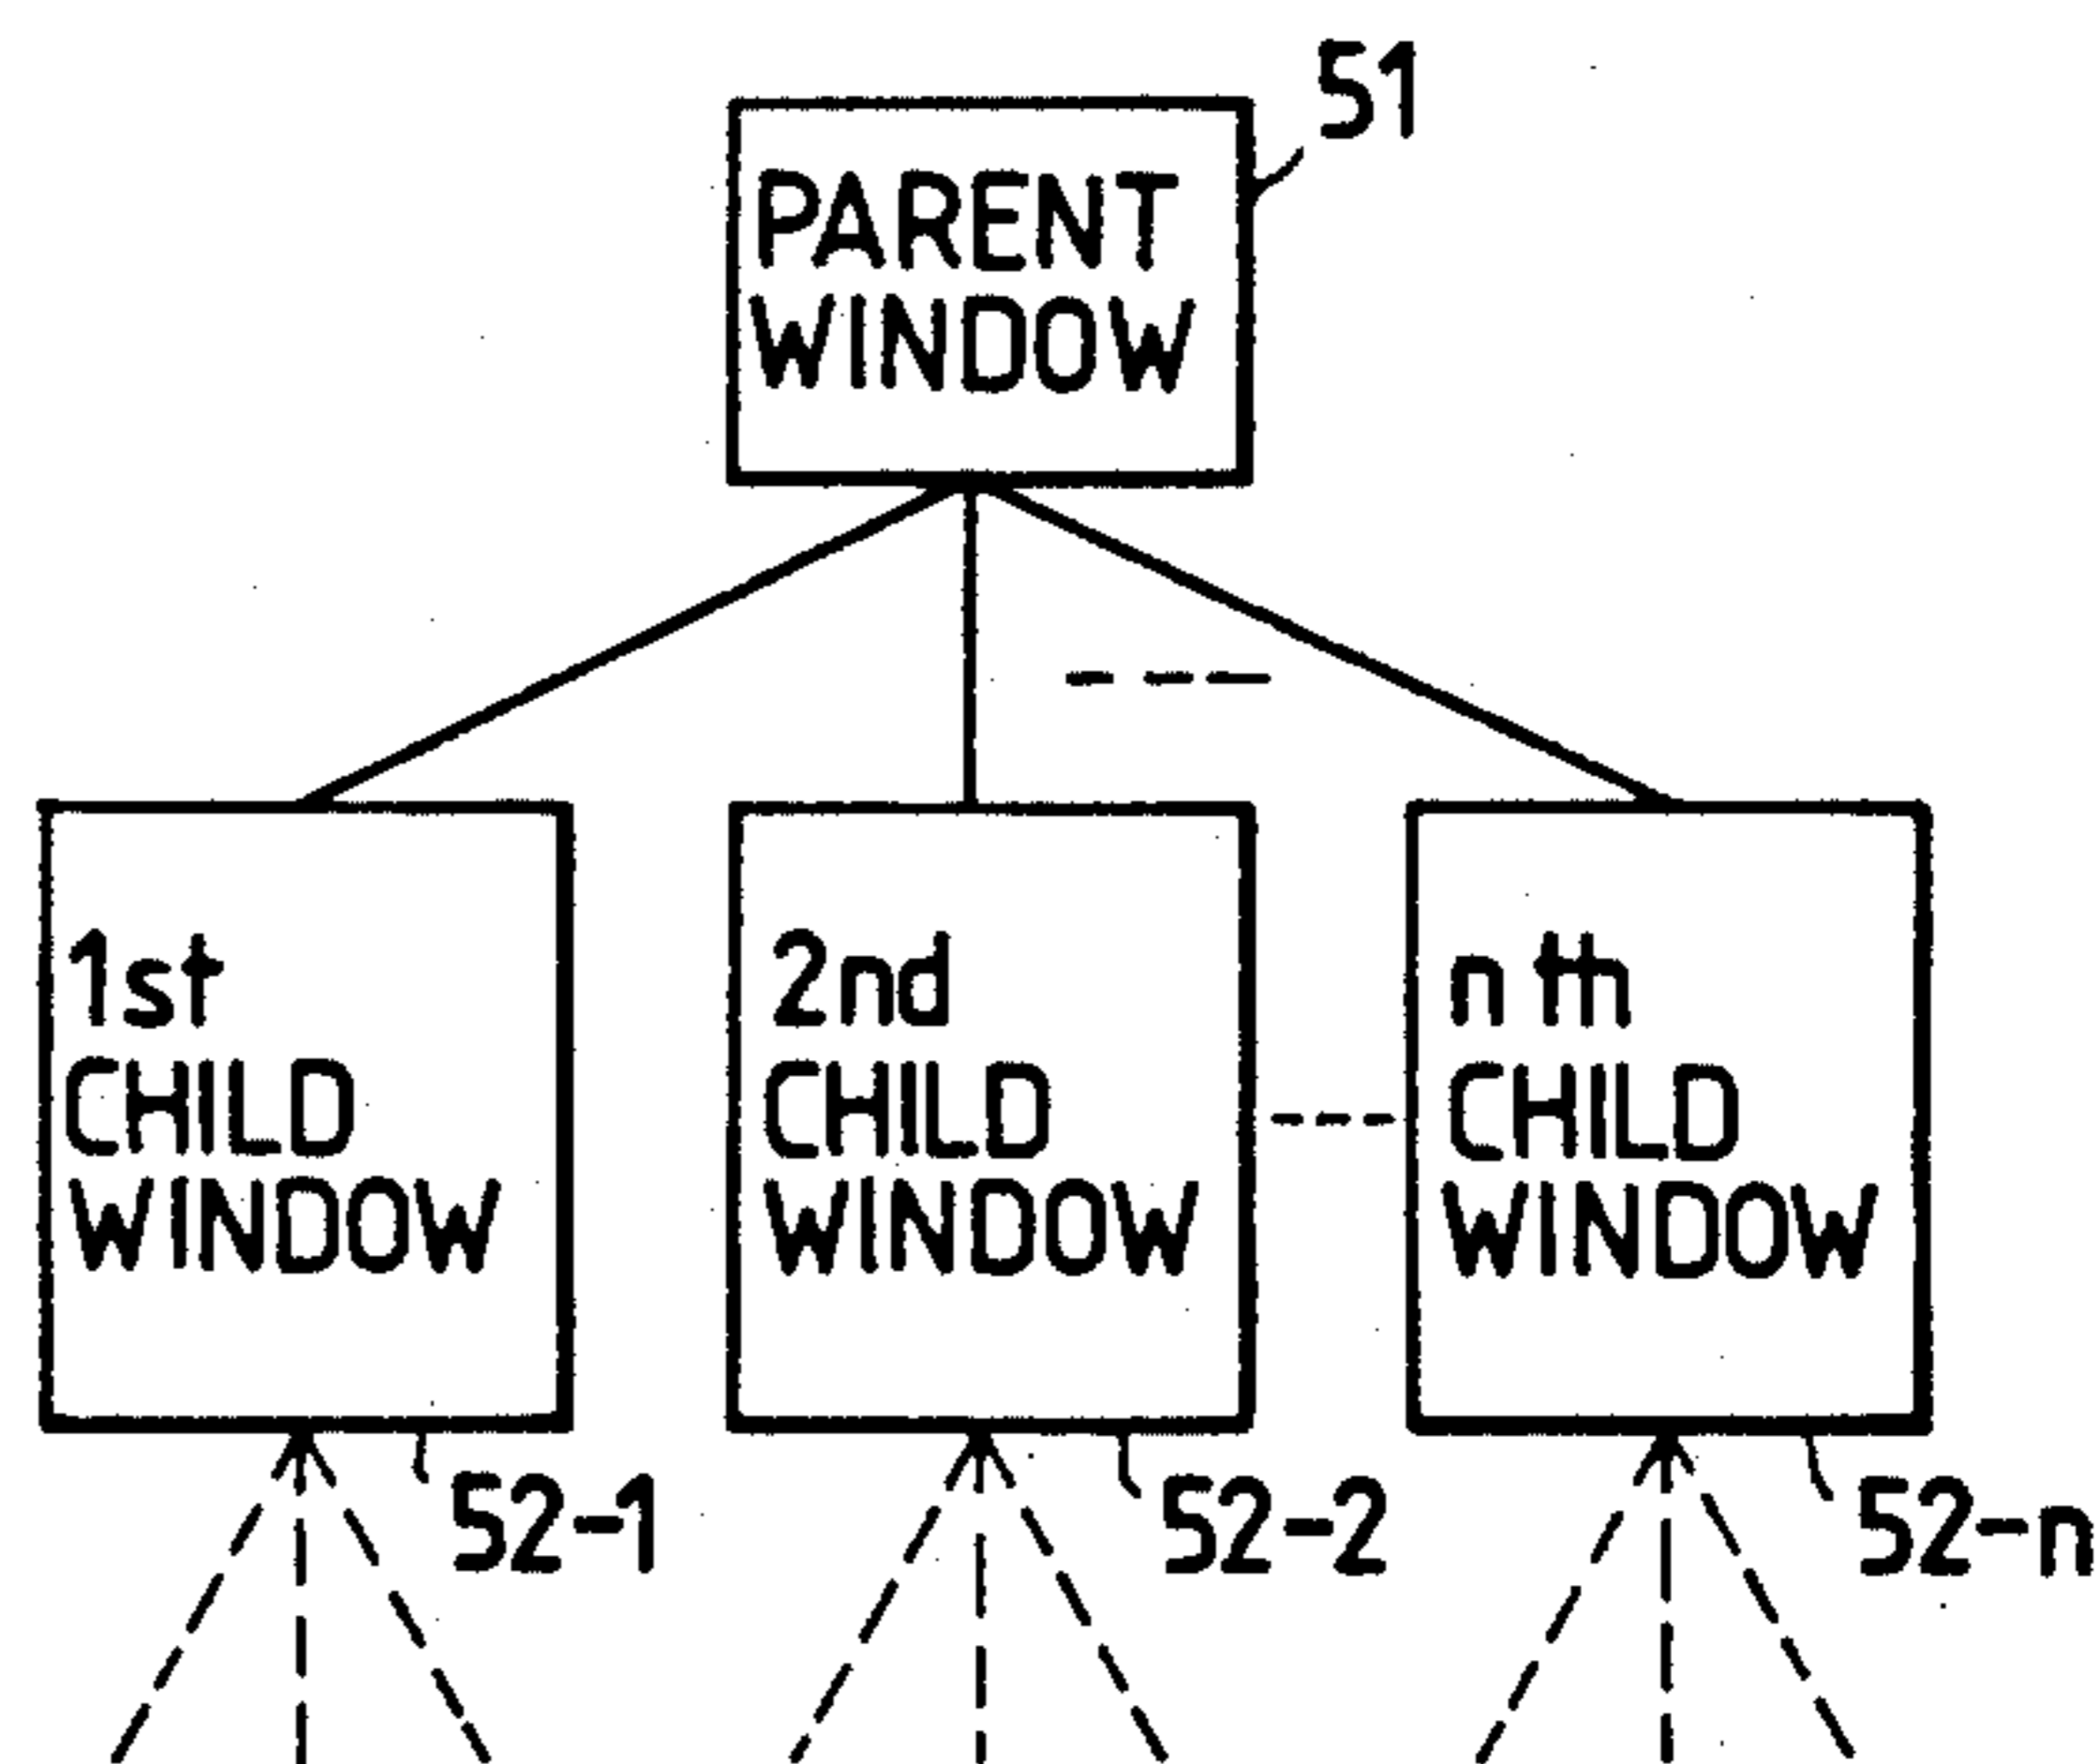 51
PARENT
WINDOW
1st
CHILD
WINDOW
2nd
CHILD
WINDOW
n th
CHILD
WINDOW
52-1
52-2
52-n